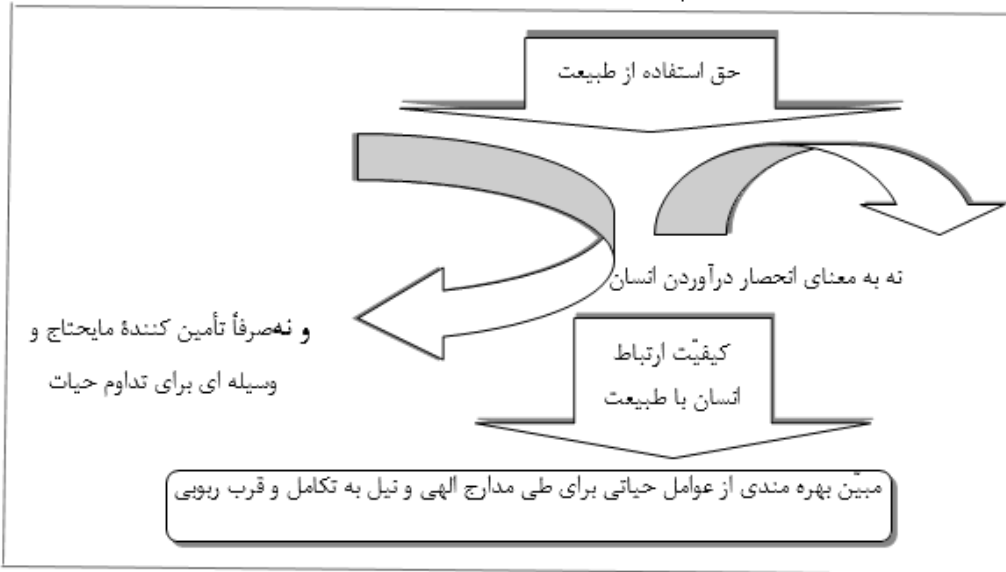 حق استفاده از طبیعت
نه به معنای انحصار درآوردن انسان
و نه‌صرفاً تأمین کنندۀ مایحتاج و
وسیله ای برای تداوم حیات
کیفیّت ارتباط
انسان با طبیعت
مبیّن بهره مندی از عوامل حیاتی برای طی مدارج الهی و نیل به تکامل و قرب ربوبی